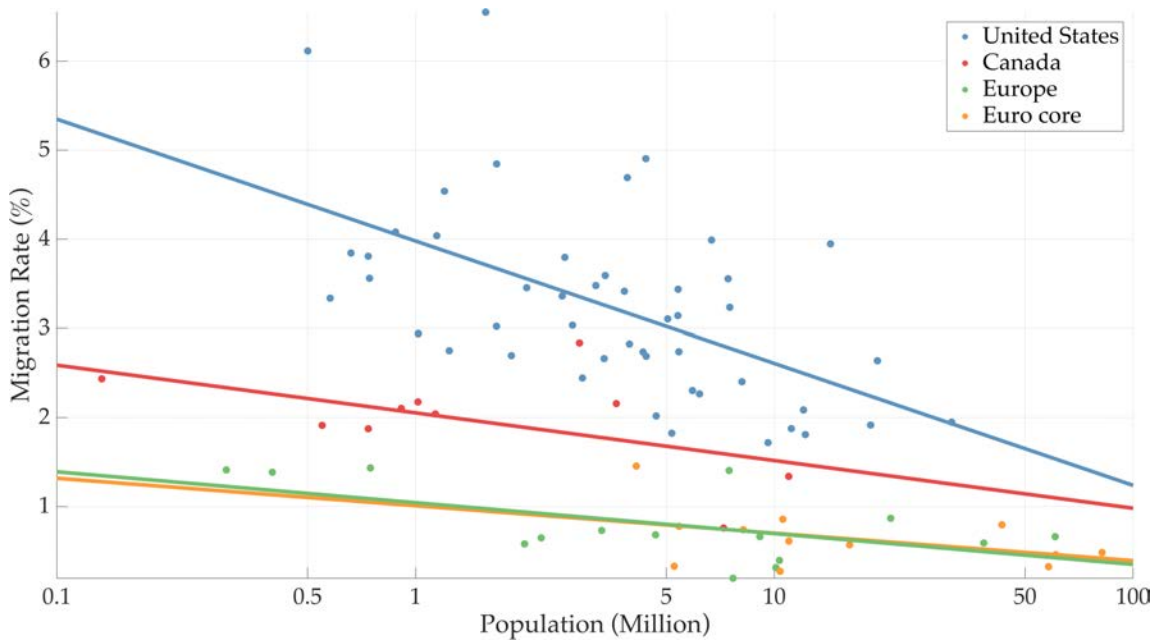 6
5
4
3
2
1
Migration Rate (%)
United States
Canada
Europe
Euro core
0.1
0.5
1
5
10
50
100
Population (Million)